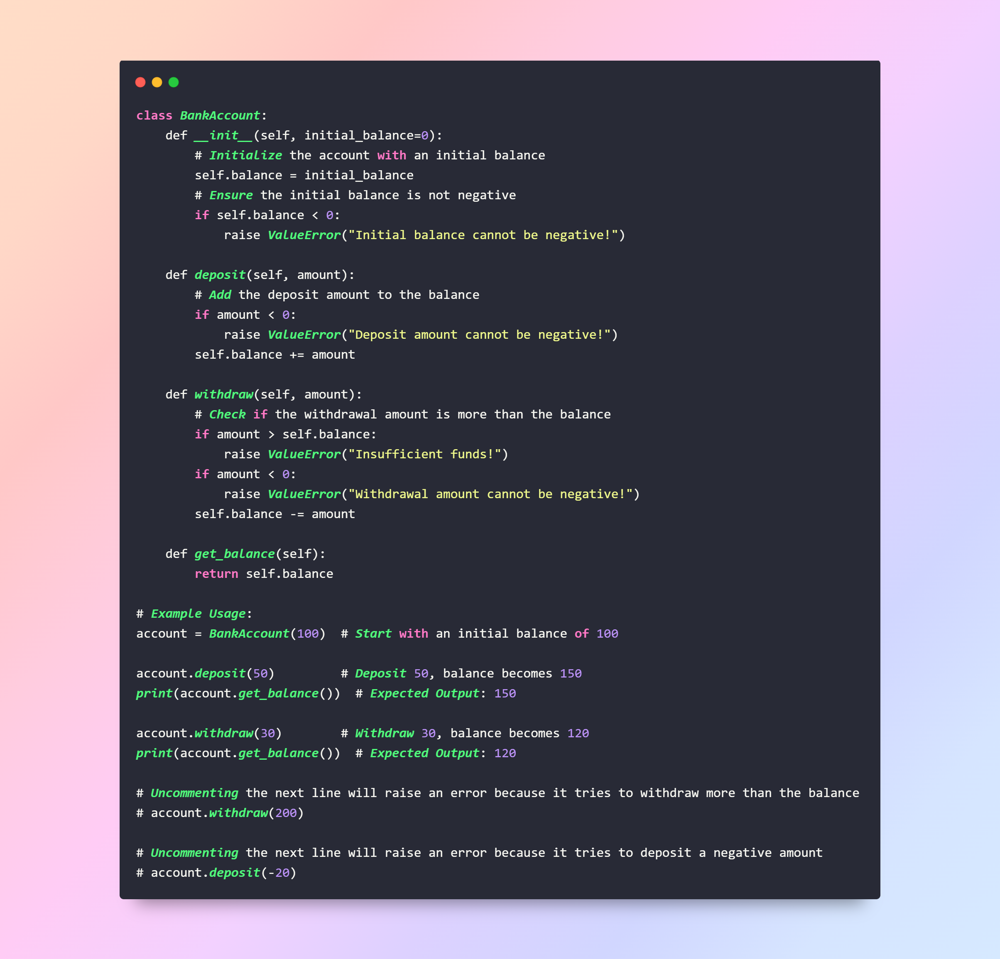 class BankAccount:
    def __init__(self, initial_balance=0):
        # Initialize the account with an initial balance
        self.balance = initial_balance
        # Ensure the initial balance is not negative
        if self.balance < 0:
            raise ValueError("Initial balance cannot be negative!")

    def deposit(self, amount):
        # Add the deposit amount to the balance
        if amount < 0:
            raise ValueError("Deposit amount cannot be negative!")
        self.balance += amount

    def withdraw(self, amount):
        # Check if the withdrawal amount is more than the balance
        if amount > self.balance:
            raise ValueError("Insufficient funds!")
        if amount < 0:
            raise ValueError("Withdrawal amount cannot be negative!")
        self.balance -= amount

    def get_balance(self):
        return self.balance

# Example Usage:
account = BankAccount(100)  # Start with an initial balance of 100

account.deposit(50)         # Deposit 50, balance becomes 150
print(account.get_balance())  # Expected Output: 150

account.withdraw(30)        # Withdraw 30, balance becomes 120
print(account.get_balance())  # Expected Output: 120

# Uncommenting the next line will raise an error because it tries to withdraw more than the balance
# account.withdraw(200)

# Uncommenting the next line will raise an error because it tries to deposit a negative amount
# account.deposit(-20)